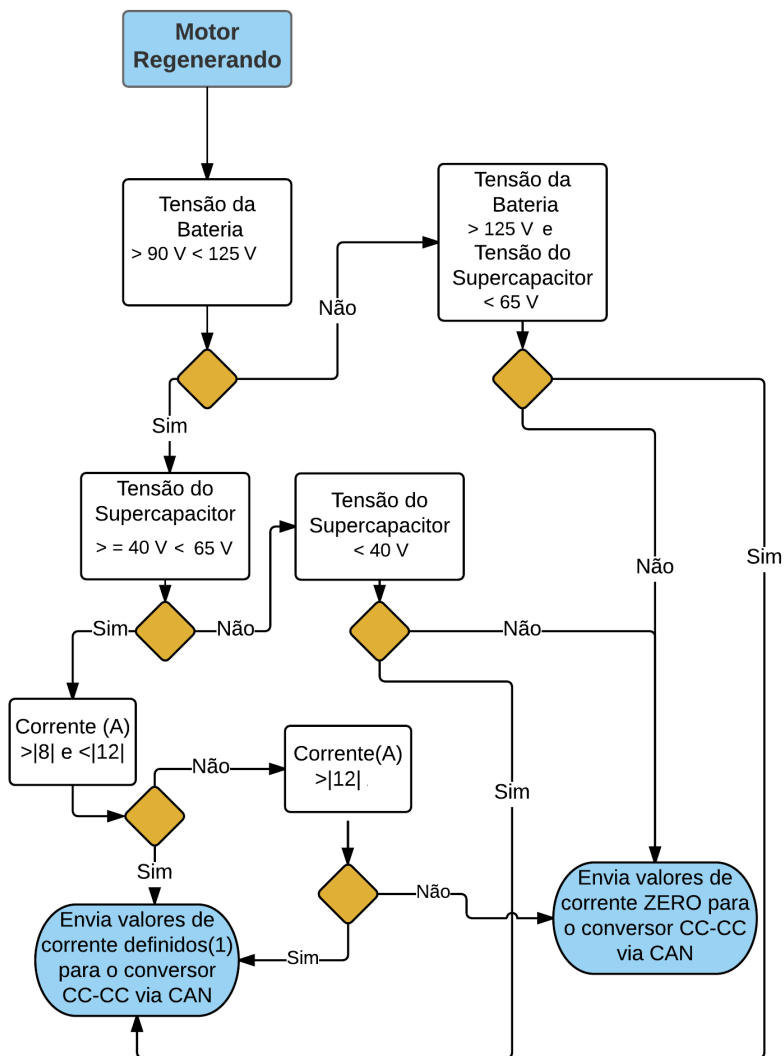 Motor
Regenerando
Tensão da
Bateria
> 90 V < 125 V
Tensão da
Bateria
> 125 V e
Tensão do
Supercapacitor
< 65 V
Não
Sim
Tensão do
Supercapacitor
> = 40 V < 65 V
Tensão do
Supercapacitor
< 40 V
Sim
Não
Sim
Não
Não
Corrente (A)
>|8| e <|12|
Não
Corrente(A)
>|12|
Sim
Sim
Não
Sim
Envia valores de
corrente definidos(1)
para o conversor
CC-CC via CAN
Envia valores de
corrente ZERO para
o conversor CC-CC
via CAN